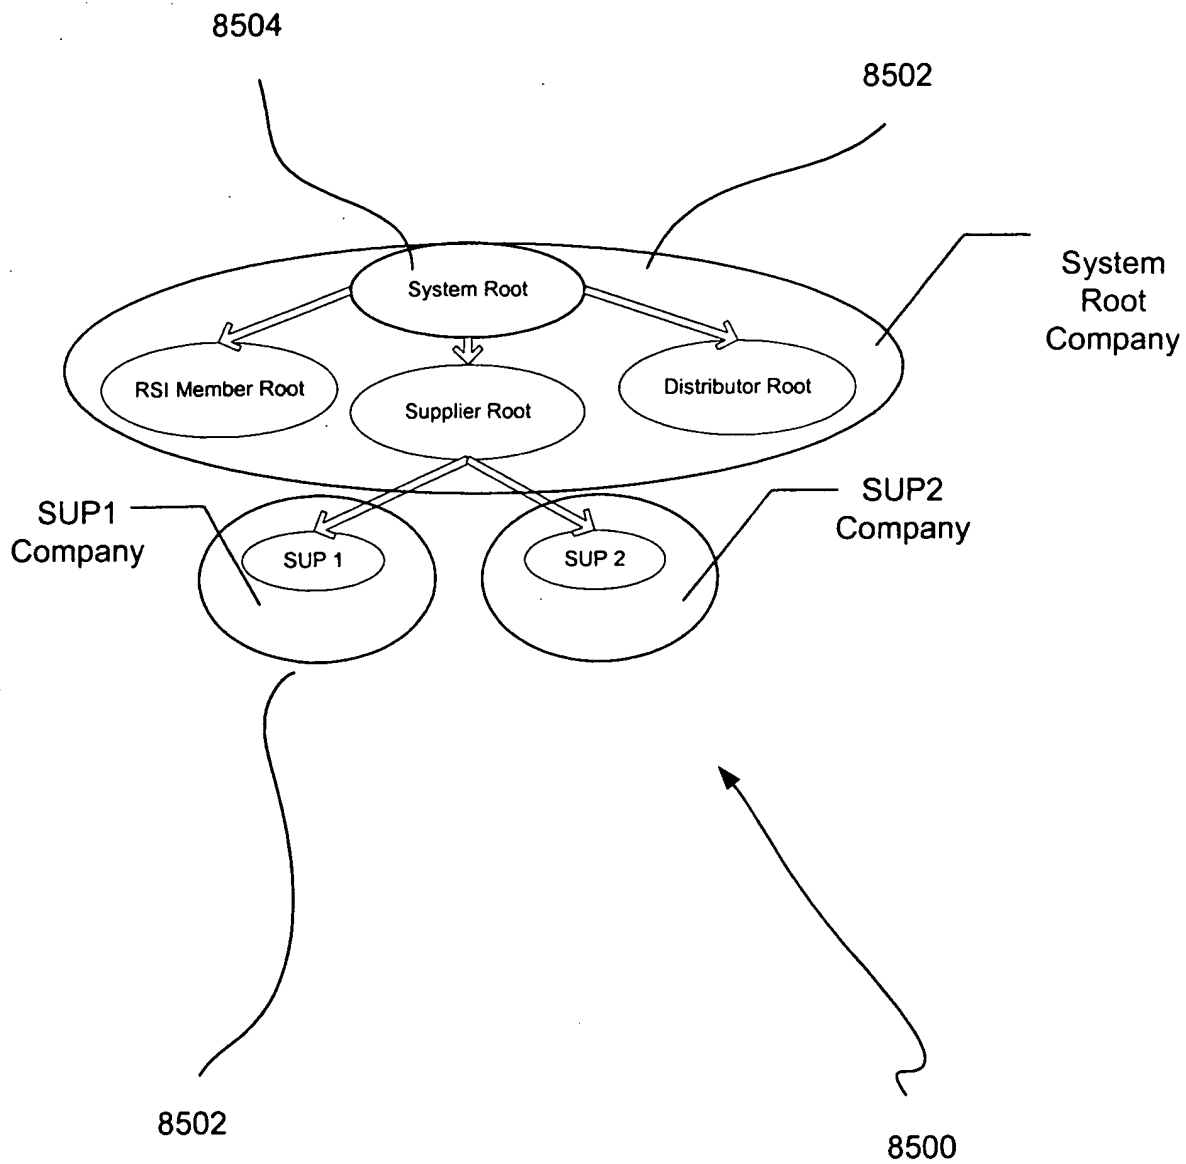 8504
8502
System Root
System
Root
Company
RSI Member Root
Supplier Root
Distributor Root
SUP1
Company
SUP2
Company
SUP 1
SUP 2
8502
8500